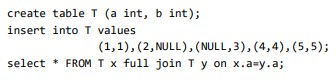 create table T (a int, b int);
insert into T values
(1,1),(2,NULL),(NULL,3),(4,4),(5,5);
select * FROM T x full join T y on x.a=y.a;